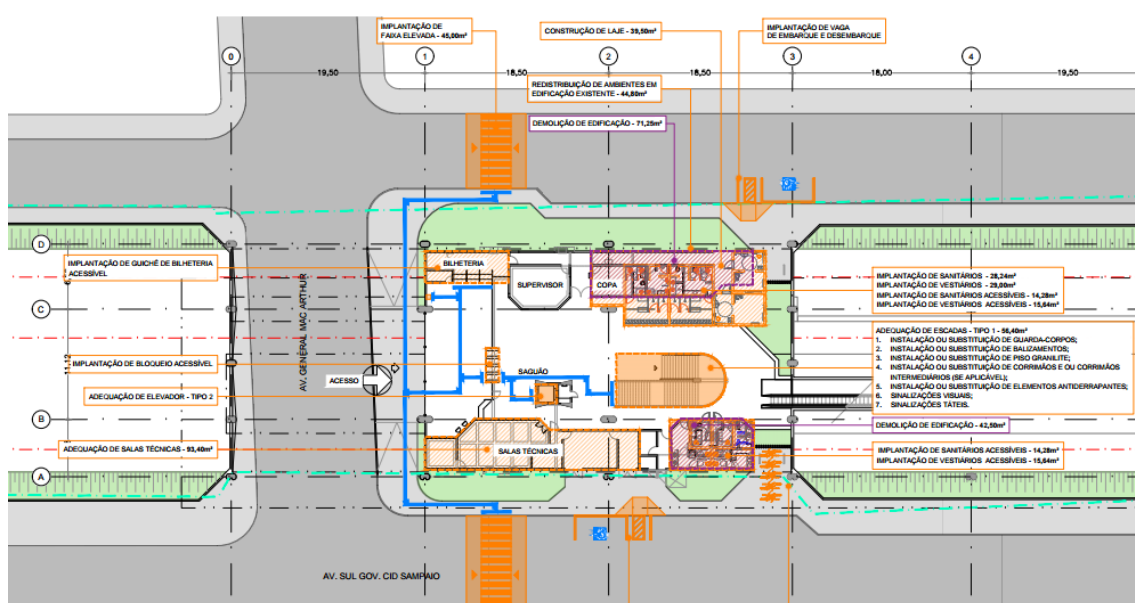 IMPLANTAÇÃO DE
FAIXA ELEVADA - 45,00m²
CONSTRUÇÃO DE LAJE - 39,50m²
IMPLANTAÇÃO DE VAGA
DE EMBARQUE E DESEMBARQUE
0
1
2
3
4
19,50
18,50
18,50
18,00
19,50
REDISTRIBUIÇÃO DE AMBIENTES EM
EDIFICAÇÃO EXISTENTE - 44,80m²
DEMOLIÇÃO DE EDIFICAÇÃO - 71,25m²
D
IMPLANTAÇÃO DE GUICHÊ DE BILHETERIA
ACESSÍVEL
BILHETERIA
SUPERVISOR
COPA
IMPLANTAÇÃO DE SANITÁRIOS - 28,24m²
IMPLANTAÇÃO DE VESTIÁRIOS - 29,00m²
IMPLANTAÇÃO DE SANITÁRIOS ACESSÍVEIS - 14,28m²
IMPLANTAÇÃO DE VESTIÁRIOS ACESSÍVEIS - 15,64m²
C
AV. GENERAL MAC ARTHUR
11,12
ADEQUAÇÃO DE ESCADAS - TIPO 1 - 56,40m²
1. INSTALAÇÃO OU SUBSTITUIÇÃO DE GUARDA-CORPOS;
2. INSTALAÇÃO OU SUBSTITUIÇÃO DE BALIZAMENTOS;
3. INSTALAÇÃO OU SUBSTITUIÇÃO DE PISO GRANILITE;
4. INSTALAÇÃO OU SUBSTITUIÇÃO DE CORRIMÃOS E OU CORRIMÃOS
INTERMEDIÁRIOS (SE APLICÁVEL);
5. INSTALAÇÃO OU SUBSTITUIÇÃO DE ELEMENTOS ANTIDERRAPANTES;
6. SINALIZAÇÕES VISUAIS;
7. SINALIZAÇÕES TÁTEIS.
IMPLANTAÇÃO DE BLOQUEIO ACESSÍVEL
ACESSO
SAGUÃO
ADEQUAÇÃO DE ELEVADOR - TIPO 2
B
DEMOLIÇÃO DE EDIFICAÇÃO - 42,50m²
ADEQUAÇÃO DE SALAS TÉCNICAS - 93,40m²
SALAS TÉCNICAS
IMPLANTAÇÃO DE SANITÁRIOS ACESSÍVEIS - 14,28m²
IMPLANTAÇÃO DE VESTIÁRIOS ACESSÍVEIS - 15,64m²
A
AV. SUL GOV. CID SAMPAIO